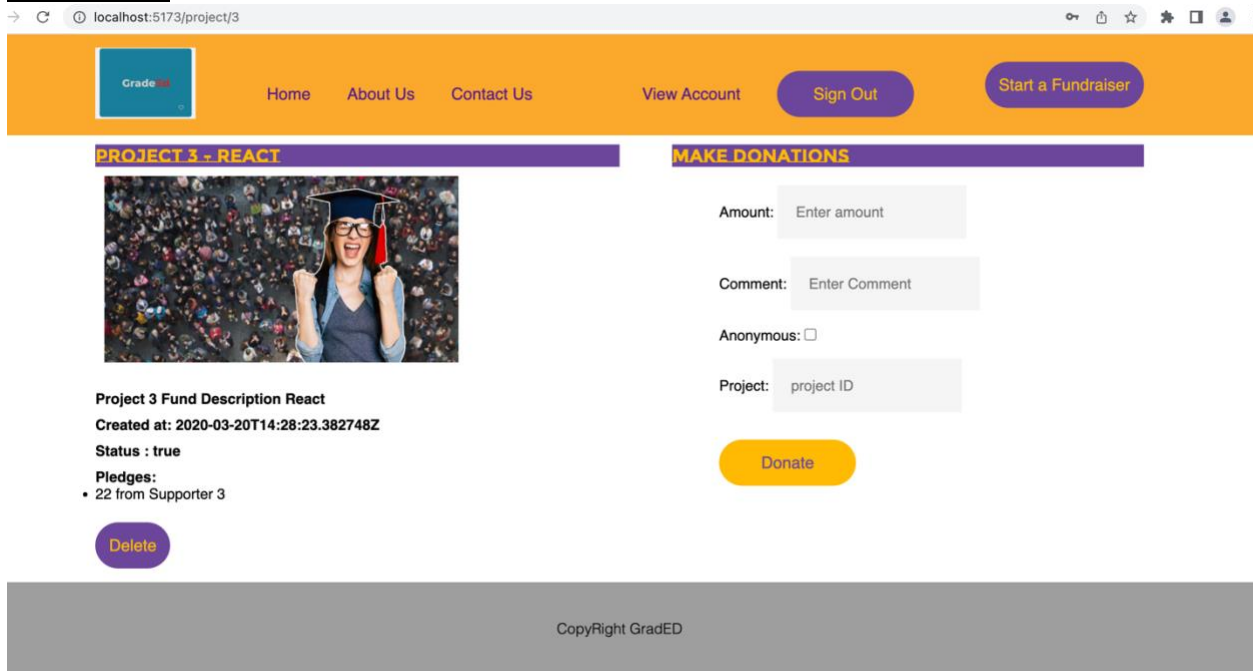 localhost:5173/project/3
GradeED
Home About Us Contact Us View Account Sign Out Start a Fundraiser
PROJECT 3 - REACT
Project 3 Fund Description React
Created at: 2020-03-20T14:28:23.382748Z
Status : true
Pledges:
22 from Supporter 3
Delete
MAKE DONATIONS
Amount: Enter amount
Comment: Enter Comment
Anonymous:
Project: project ID
Donate
CopyRight GradED